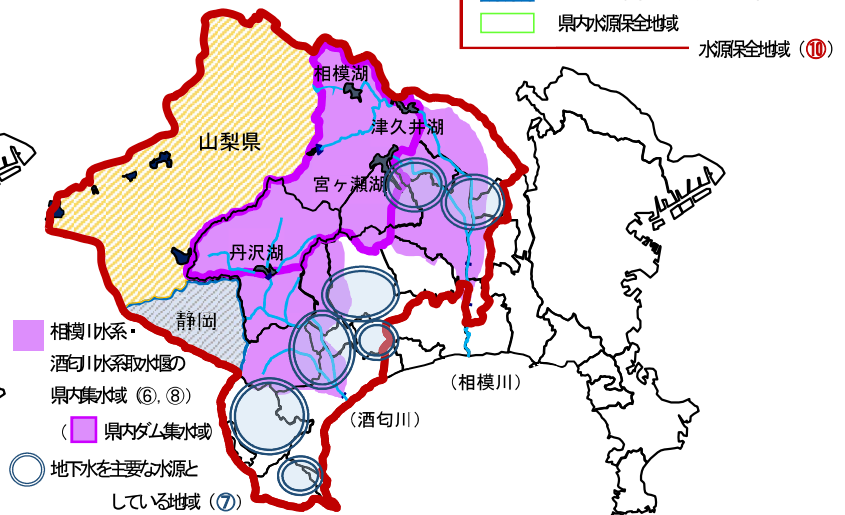 県内水源保全地域
水源保全地域（⑩）
相模湖
津久井湖
山梨県
宮ヶ瀬湖
丹沢湖
静岡
相模川水系・
酒匂川水系取水堰の
県内集水域（⑥,⑧）
（ 県内ダム集水域）
地下水を主要な水源と
している地域（⑦）
（相模川）
（酒匂川）